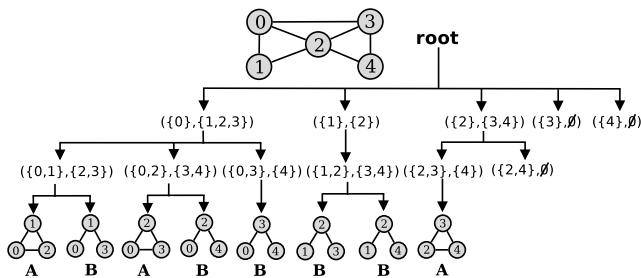 0 3
root
2
1 4
({0},{1,2,3}) ({1},{2}) ({2},{3,4}) ({3},∅) ({4},∅)
({0,1},{2,3}) ({0,2},{3,4}) ({0,3},{4}) ({1,2},{3,4}) ({2,3},{4}) ({2,4},∅)
1 1 2 2 3 2 2 3
0 2 0 3 0 3 0 4 0 4 1 3 1 4 2 4
A B A B B B B A